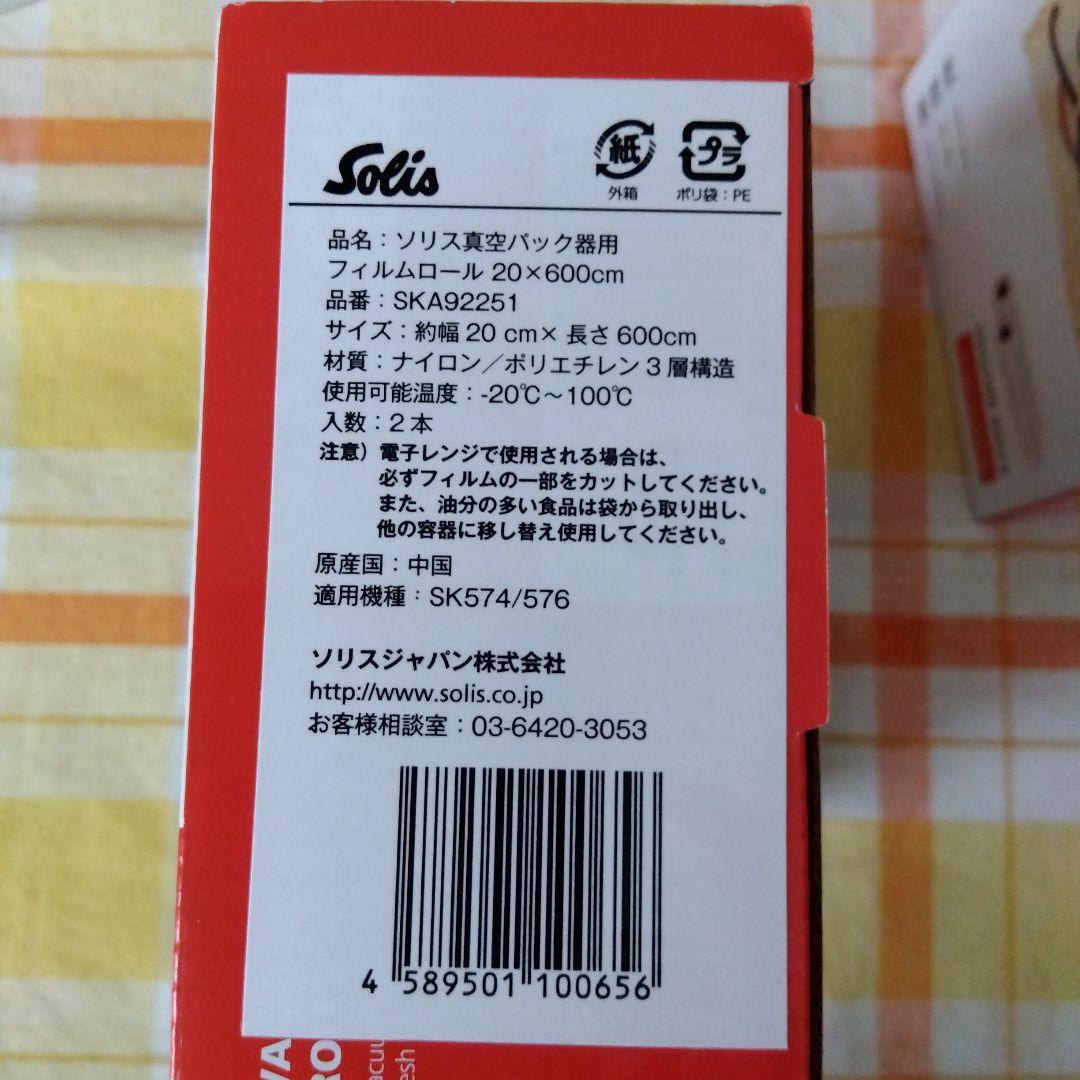 Solis
紙
プラ
外箱
ポリ袋：PE
品名：ソリス真空パック器用
フィルムロール 20×600cm
品番：SKA92251
サイズ：約幅 20 cm× 長さ 600cm
材質：ナイロン／ポリエチレン 3 層構造
使用可能温度：-20℃〜100℃
入数：2 本
注意）電子レンジで使用される場合は、
必ずフィルムの一部をカットしてください。
また、油分の多い食品は袋から取り出し、
他の容器に移し替え使用してください。
原産国：中国
適用機種：SK574/576
ソリスジャパン株式会社
http://www.solis.co.jp
お客様相談室：03-6420-3053
4 589501 100656